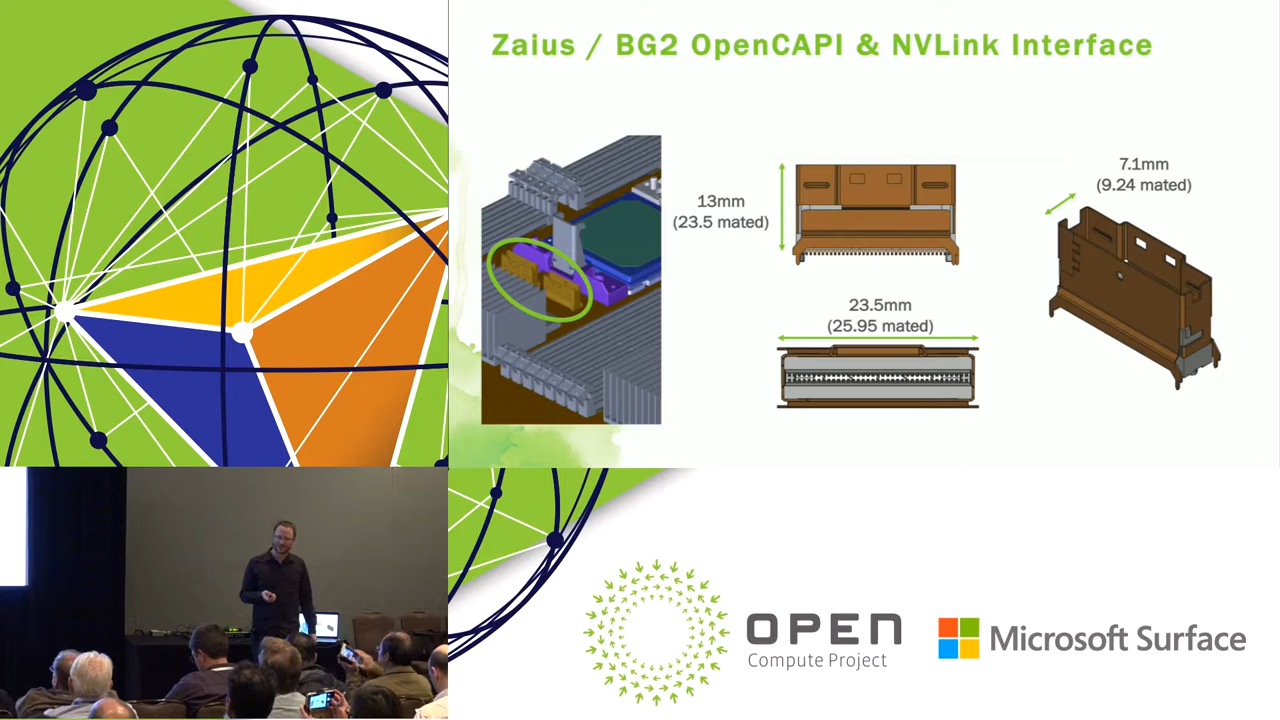 Zaius / BG2 OpenCAPI & NVLink Interface
13mm
(23.5 mated)
7.1mm
(9.24 mated)
23.5mm
(25.95 mated)
OPEN
Compute Project
Microsoft Surface